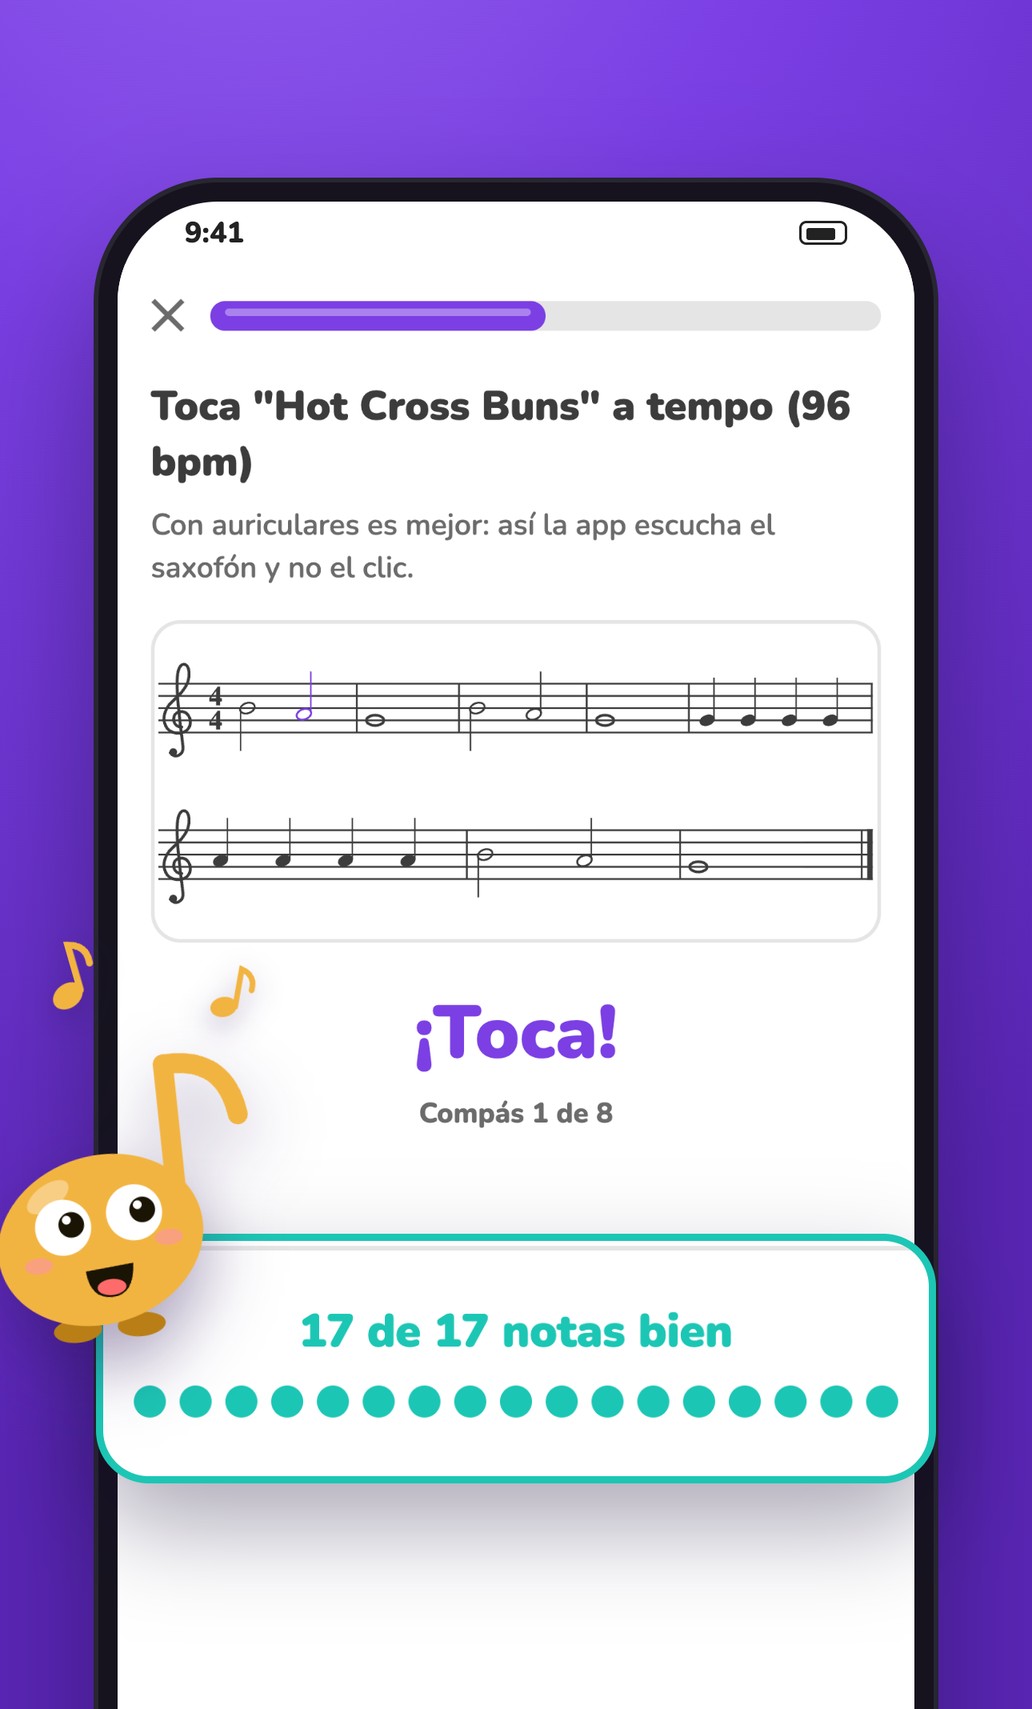 9:41
Toca "Hot Cross Buns" a tempo (96
bpm)
Con auriculares es mejor: así la app escucha el
saxofón y no el clic.
4
4
¡Toca!
Compás 1 de 8
17 de 17 notas bien